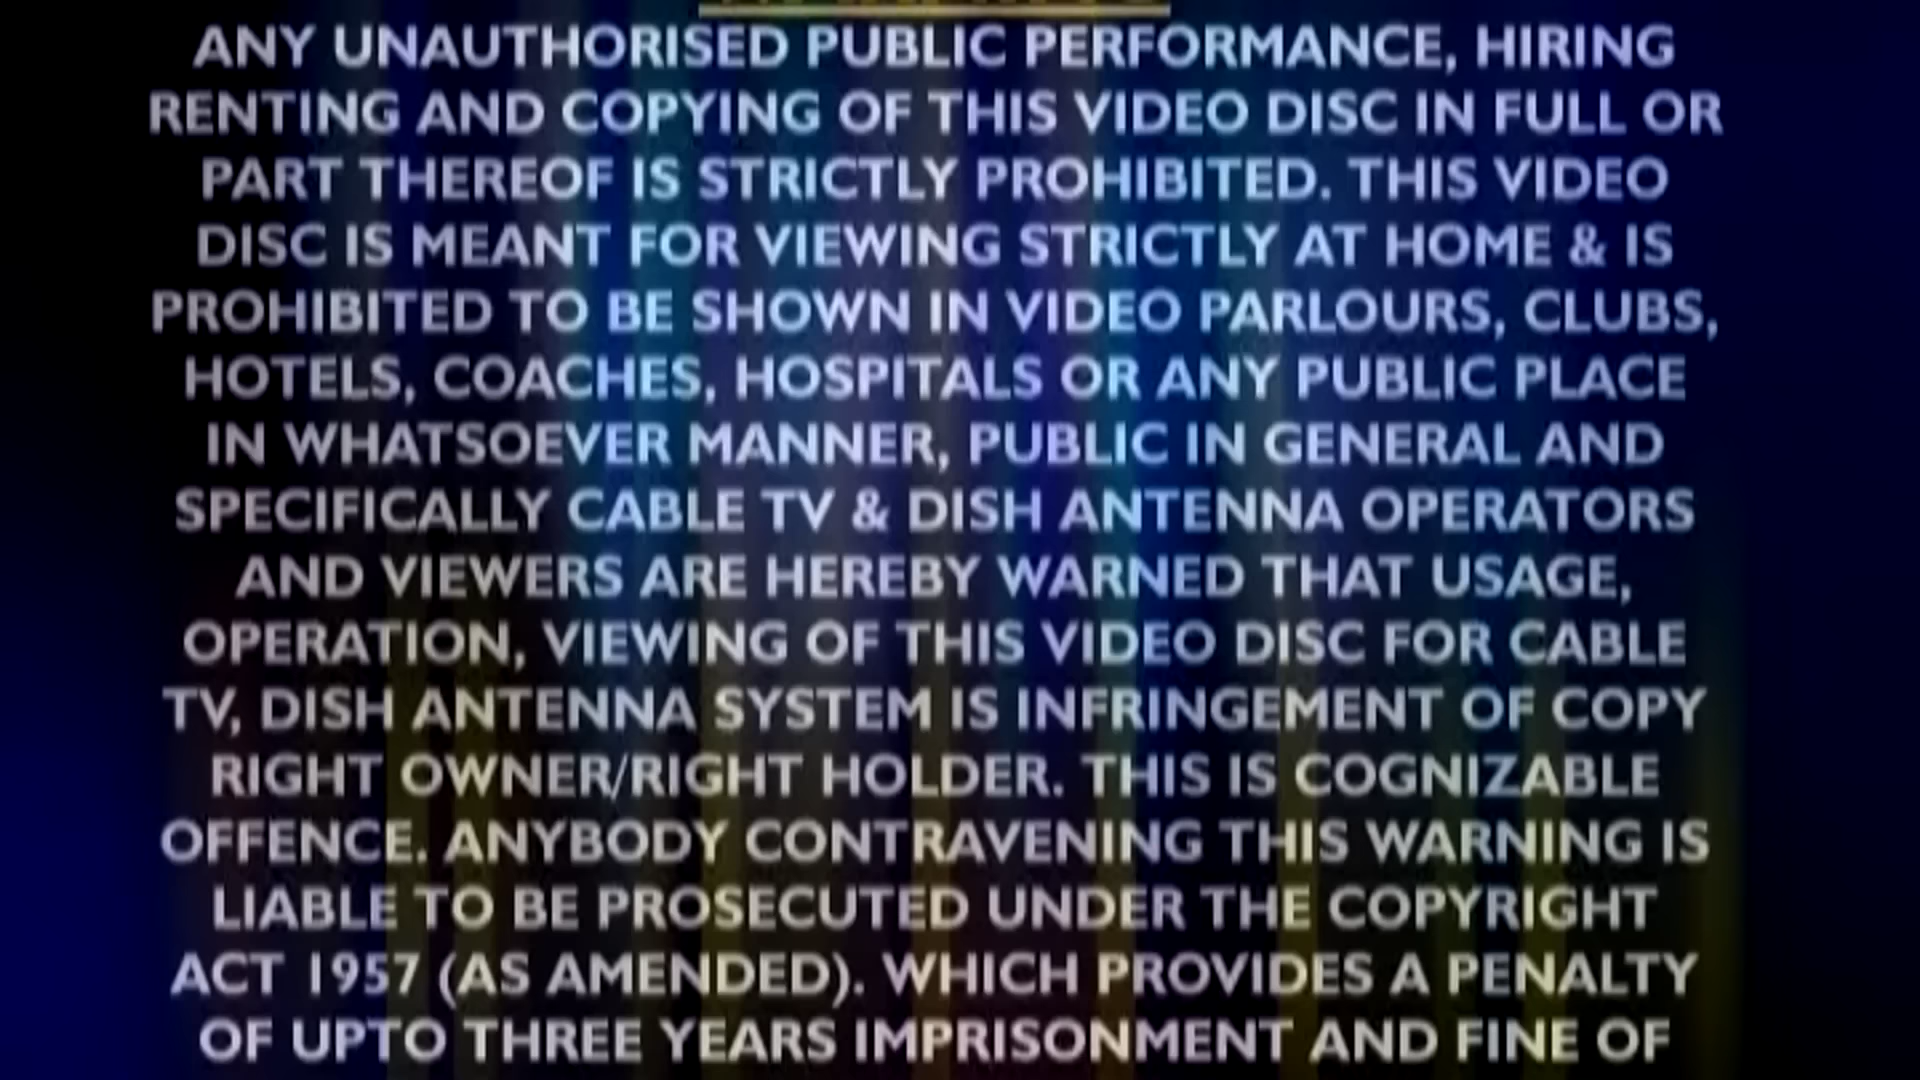 ANY UNAUTHORISED PUBLIC PERFORMANCE, HIRING
RENTING AND COPYING OF THIS VIDEO DISC IN FULL OR
PART THEREOF IS STRICTLY PROHIBITED. THIS VIDEO
DISC IS MEANT FOR VIEWING STRICTLY AT HOME & IS
PROHIBITED TO BE SHOWN IN VIDEO PARLOURS, CLUBS,
HOTELS, COACHES, HOSPITALS OR ANY PUBLIC PLACE
IN WHATSOEVER MANNER, PUBLIC IN GENERAL AND
SPECIFICALLY CABLE TV & DISH ANTENNA OPERATORS
AND VIEWERS ARE HEREBY WARNED THAT USAGE,
OPERATION, VIEWING OF THIS VIDEO DISC FOR CABLE
TV, DISH ANTENNA SYSTEM IS INFRINGEMENT OF COPY
RIGHT OWNER/RIGHT HOLDER. THIS IS COGNIZABLE
OFFENCE. ANYBODY CONTRAVENING THIS WARNING IS
LIABLE TO BE PROSECUTED UNDER THE COPYRIGHT
ACT 1957 (AS AMENDED). WHICH PROVIDES A PENALTY
OF UPTO THREE YEARS IMPRISONMENT AND FINE OF